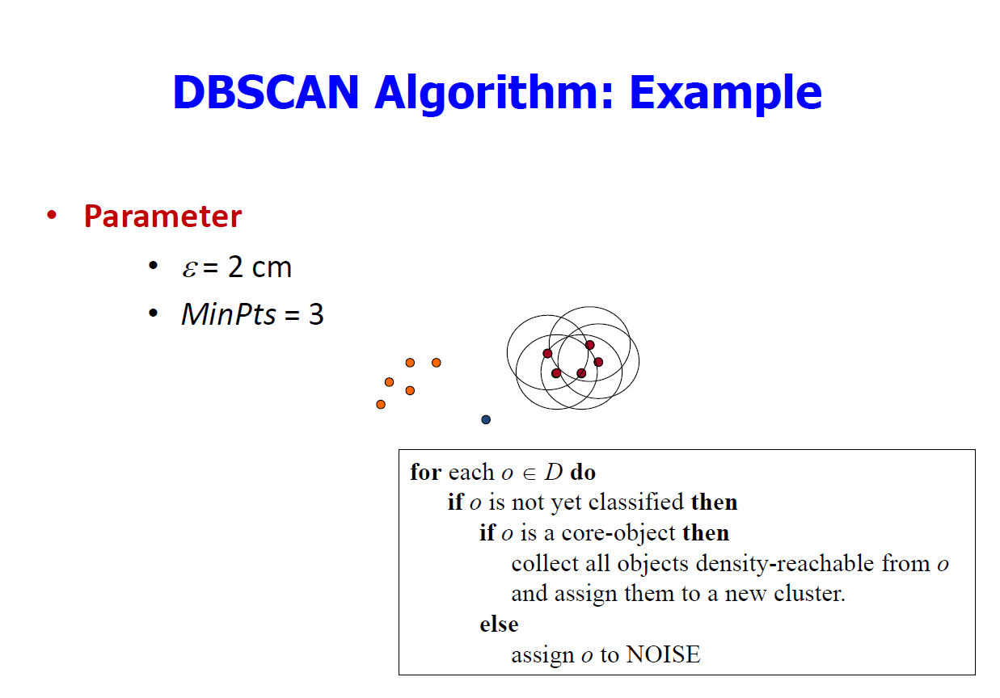 DBSCAN Algorithm: Example
• Parameter
• ε = 2 cm
• MinPts = 3
for each o ∈ D do
if o is not yet classified then
if o is a core-object then
collect all objects density-reachable from o
and assign them to a new cluster.
else
assign o to NOISE